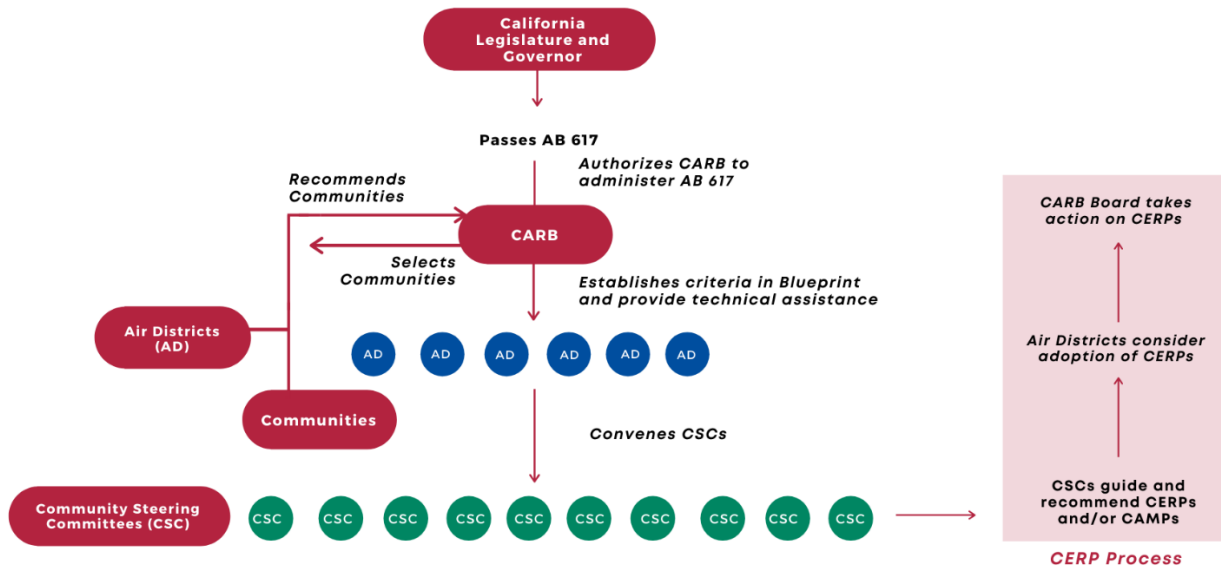 California
Legislature and
Governor
Passes AB 617
Authorizes CARB to
administer AB 617
Recommends
Communities
CARB
Selects
Communities
Establishes criteria in Blueprint
and provide technical assistance
Air Districts
(AD)
AD AD AD AD AD AD
Communities
Convenes CSCs
Community Steering
Committees (CSC)
CSC CSC CSC CSC CSC CSC CSC CSC CSC CSC
CARB Board takes
action on CERPs
Air Districts consider
adoption of CERPs
CSCs guide and
recommend CERPs
and/or CAMPs
CERP Process